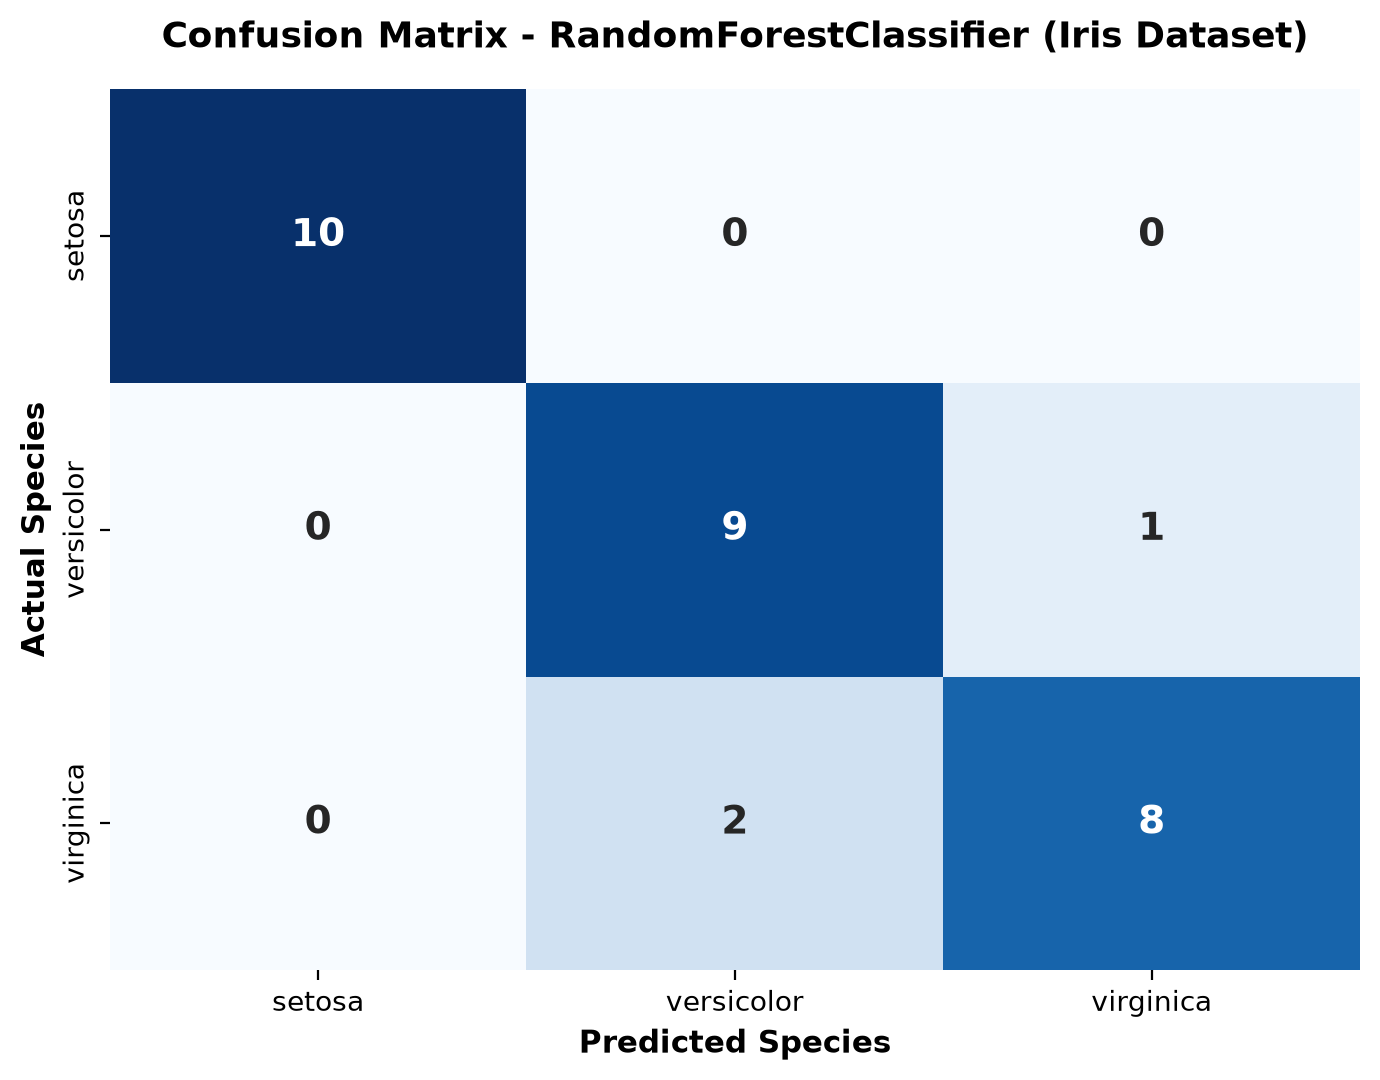 Confusion Matrix - RandomForestClassifier (Iris Dataset)
Actual Species
setosa
10 0 0
versicolor
0 9 1
virginica
0 2 8
setosa versicolor virginica
Predicted Species